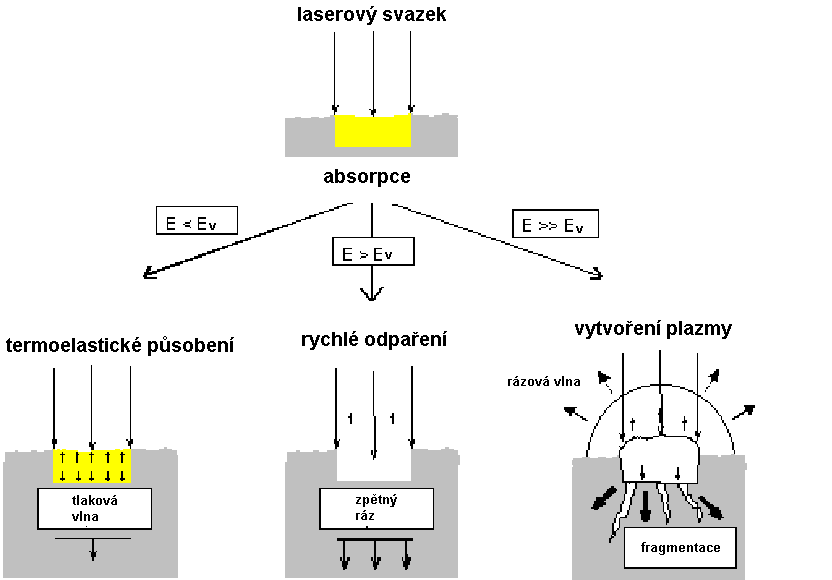 laserový svazek
absorpce
E < Ev
E > Ev
E >> Ev
termoelastické působení
rychlé odpaření
vytvoření plazmy
rázová vlna
tlaková
vlna
zpětný
ráz
fragmentace